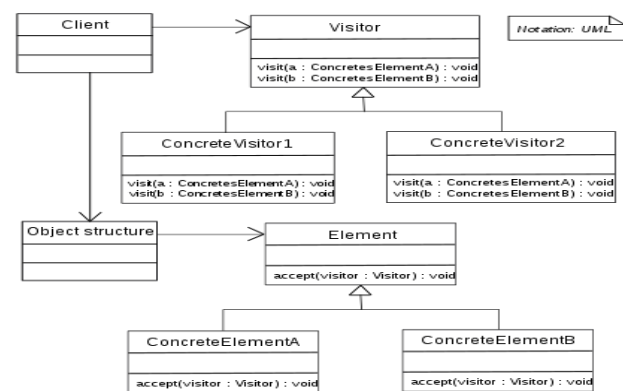 Client
Visitor
Notation: UML
visit(a : ConcretesElementA) : void
visit(b : ConcretesElementB) : void
ConcreteVisitor1
ConcreteVisitor2
visit(a : ConcretesElementA) : void
visit(b : ConcretesElementB) : void
visit(a : ConcretesElementA) : void
visit(b : ConcretesElementB) : void
Object structure
Element
accept(visitor : Visitor) : void
ConcreteElementA
ConcreteElementB
accept(visitor : Visitor) : void
accept(visitor : Visitor) : void